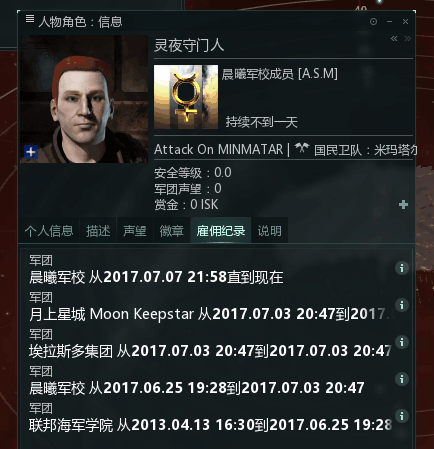 人物角色：信息
灵夜守门人
晨曦军校成员 [A.S.M]
持续不到一天
Attack On MINMATAR | 国民卫队：米玛塔尔
安全等级：0.0
军团声望：0
赏金：0 ISK
个人信息 描述 声望 徽章 雇佣纪录 说明
军团
晨曦军校 从2017.07.07 21:58直到现在
军团
月上星城 Moon Keepstar 从2017.07.03 20:47到2017.
军团
埃拉斯多集团 从2017.07.03 20:47到2017.07.03 20:47
军团
晨曦军校 从2017.06.25 19:28到2017.07.03 20:47
军团
联邦海军学院 从2013.04.13 16:30到2017.06.25 19:28